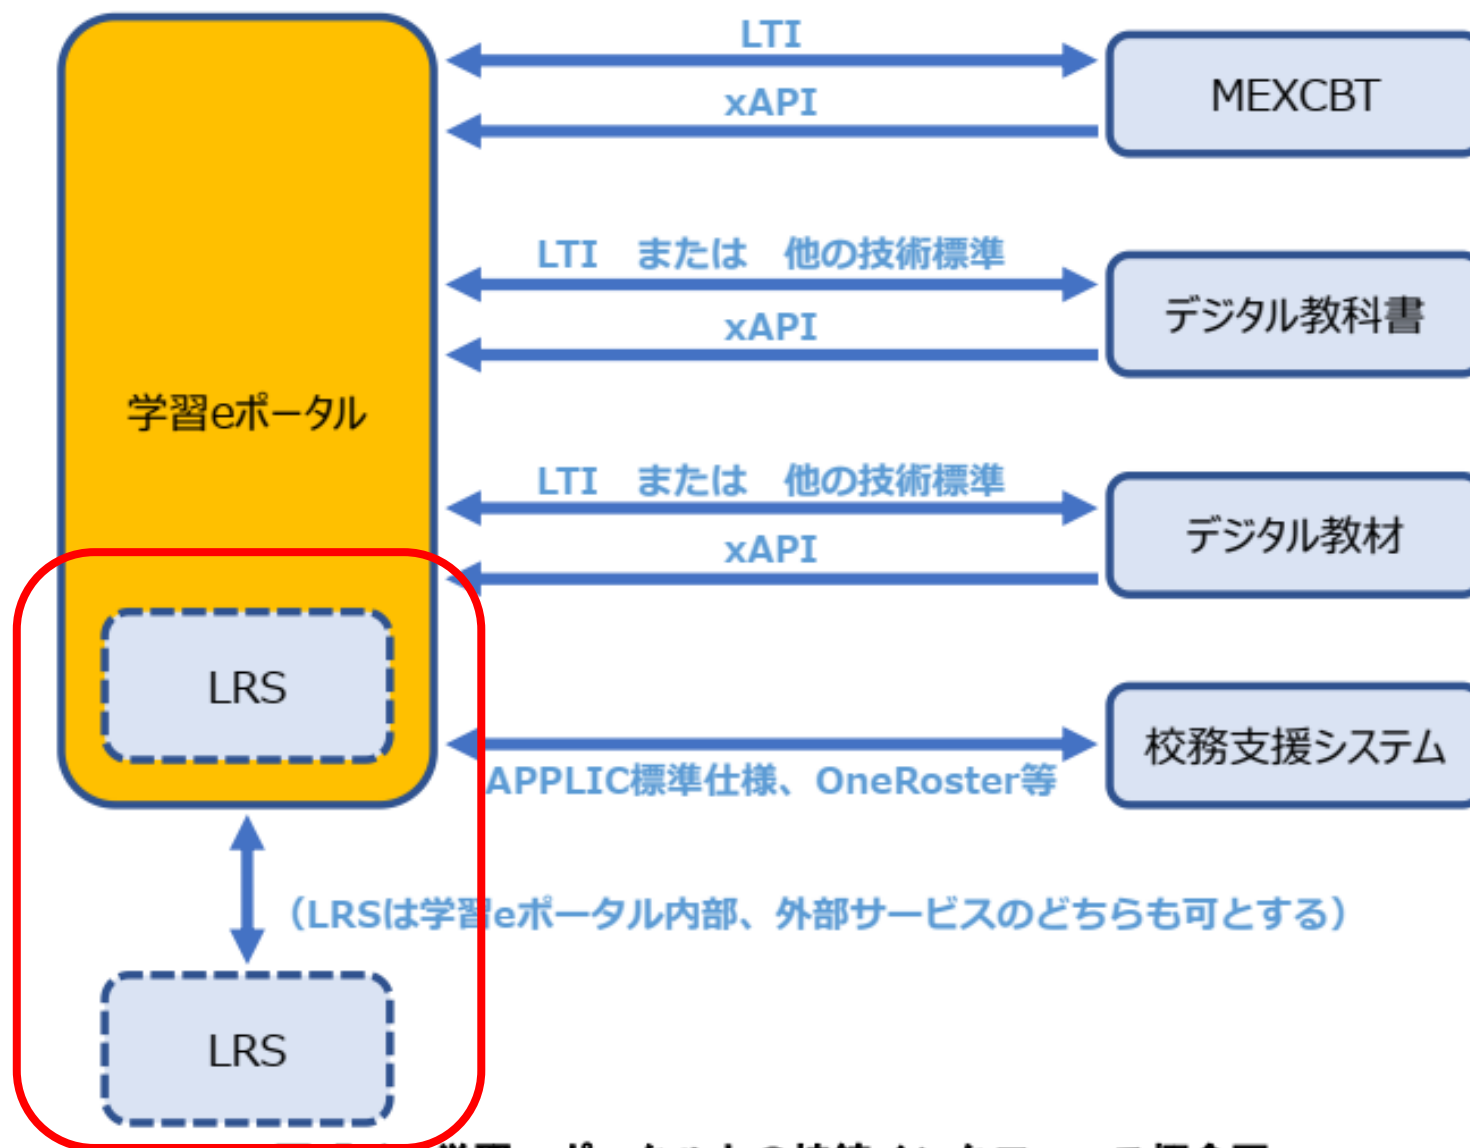 LTI
MEXCBT
xAPI
LTI　または　他の技術標準
デジタル教科書
xAPI
学習eポータル
LTI　または　他の技術標準
デジタル教材
xAPI
LRS
校務支援システム
APPLIC標準仕様、OneRoster等
（LRSは学習eポータル内部、外部サービスのどちらも可とする）
LRS